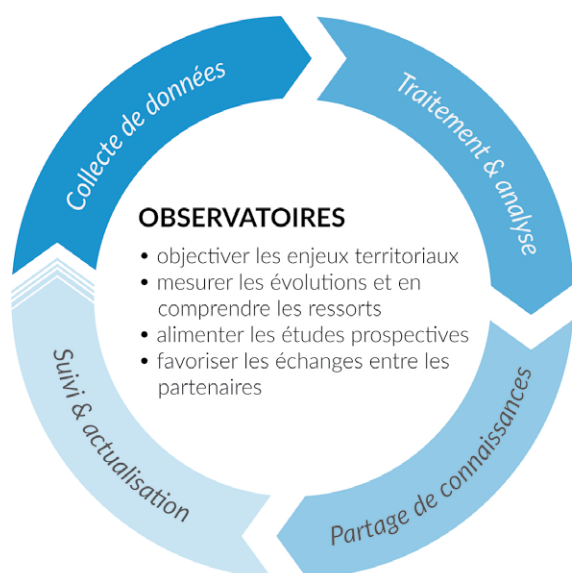 Collecte de données
Traitement & analyse
OBSERVATOIRES
• objectiver les enjeux territoriaux
• mesurer les évolutions et en
comprendre les ressorts
• alimenter les études prospectives
• favoriser les échanges entre les
partenaires
Partage de connaissances
Suivi & actualisation